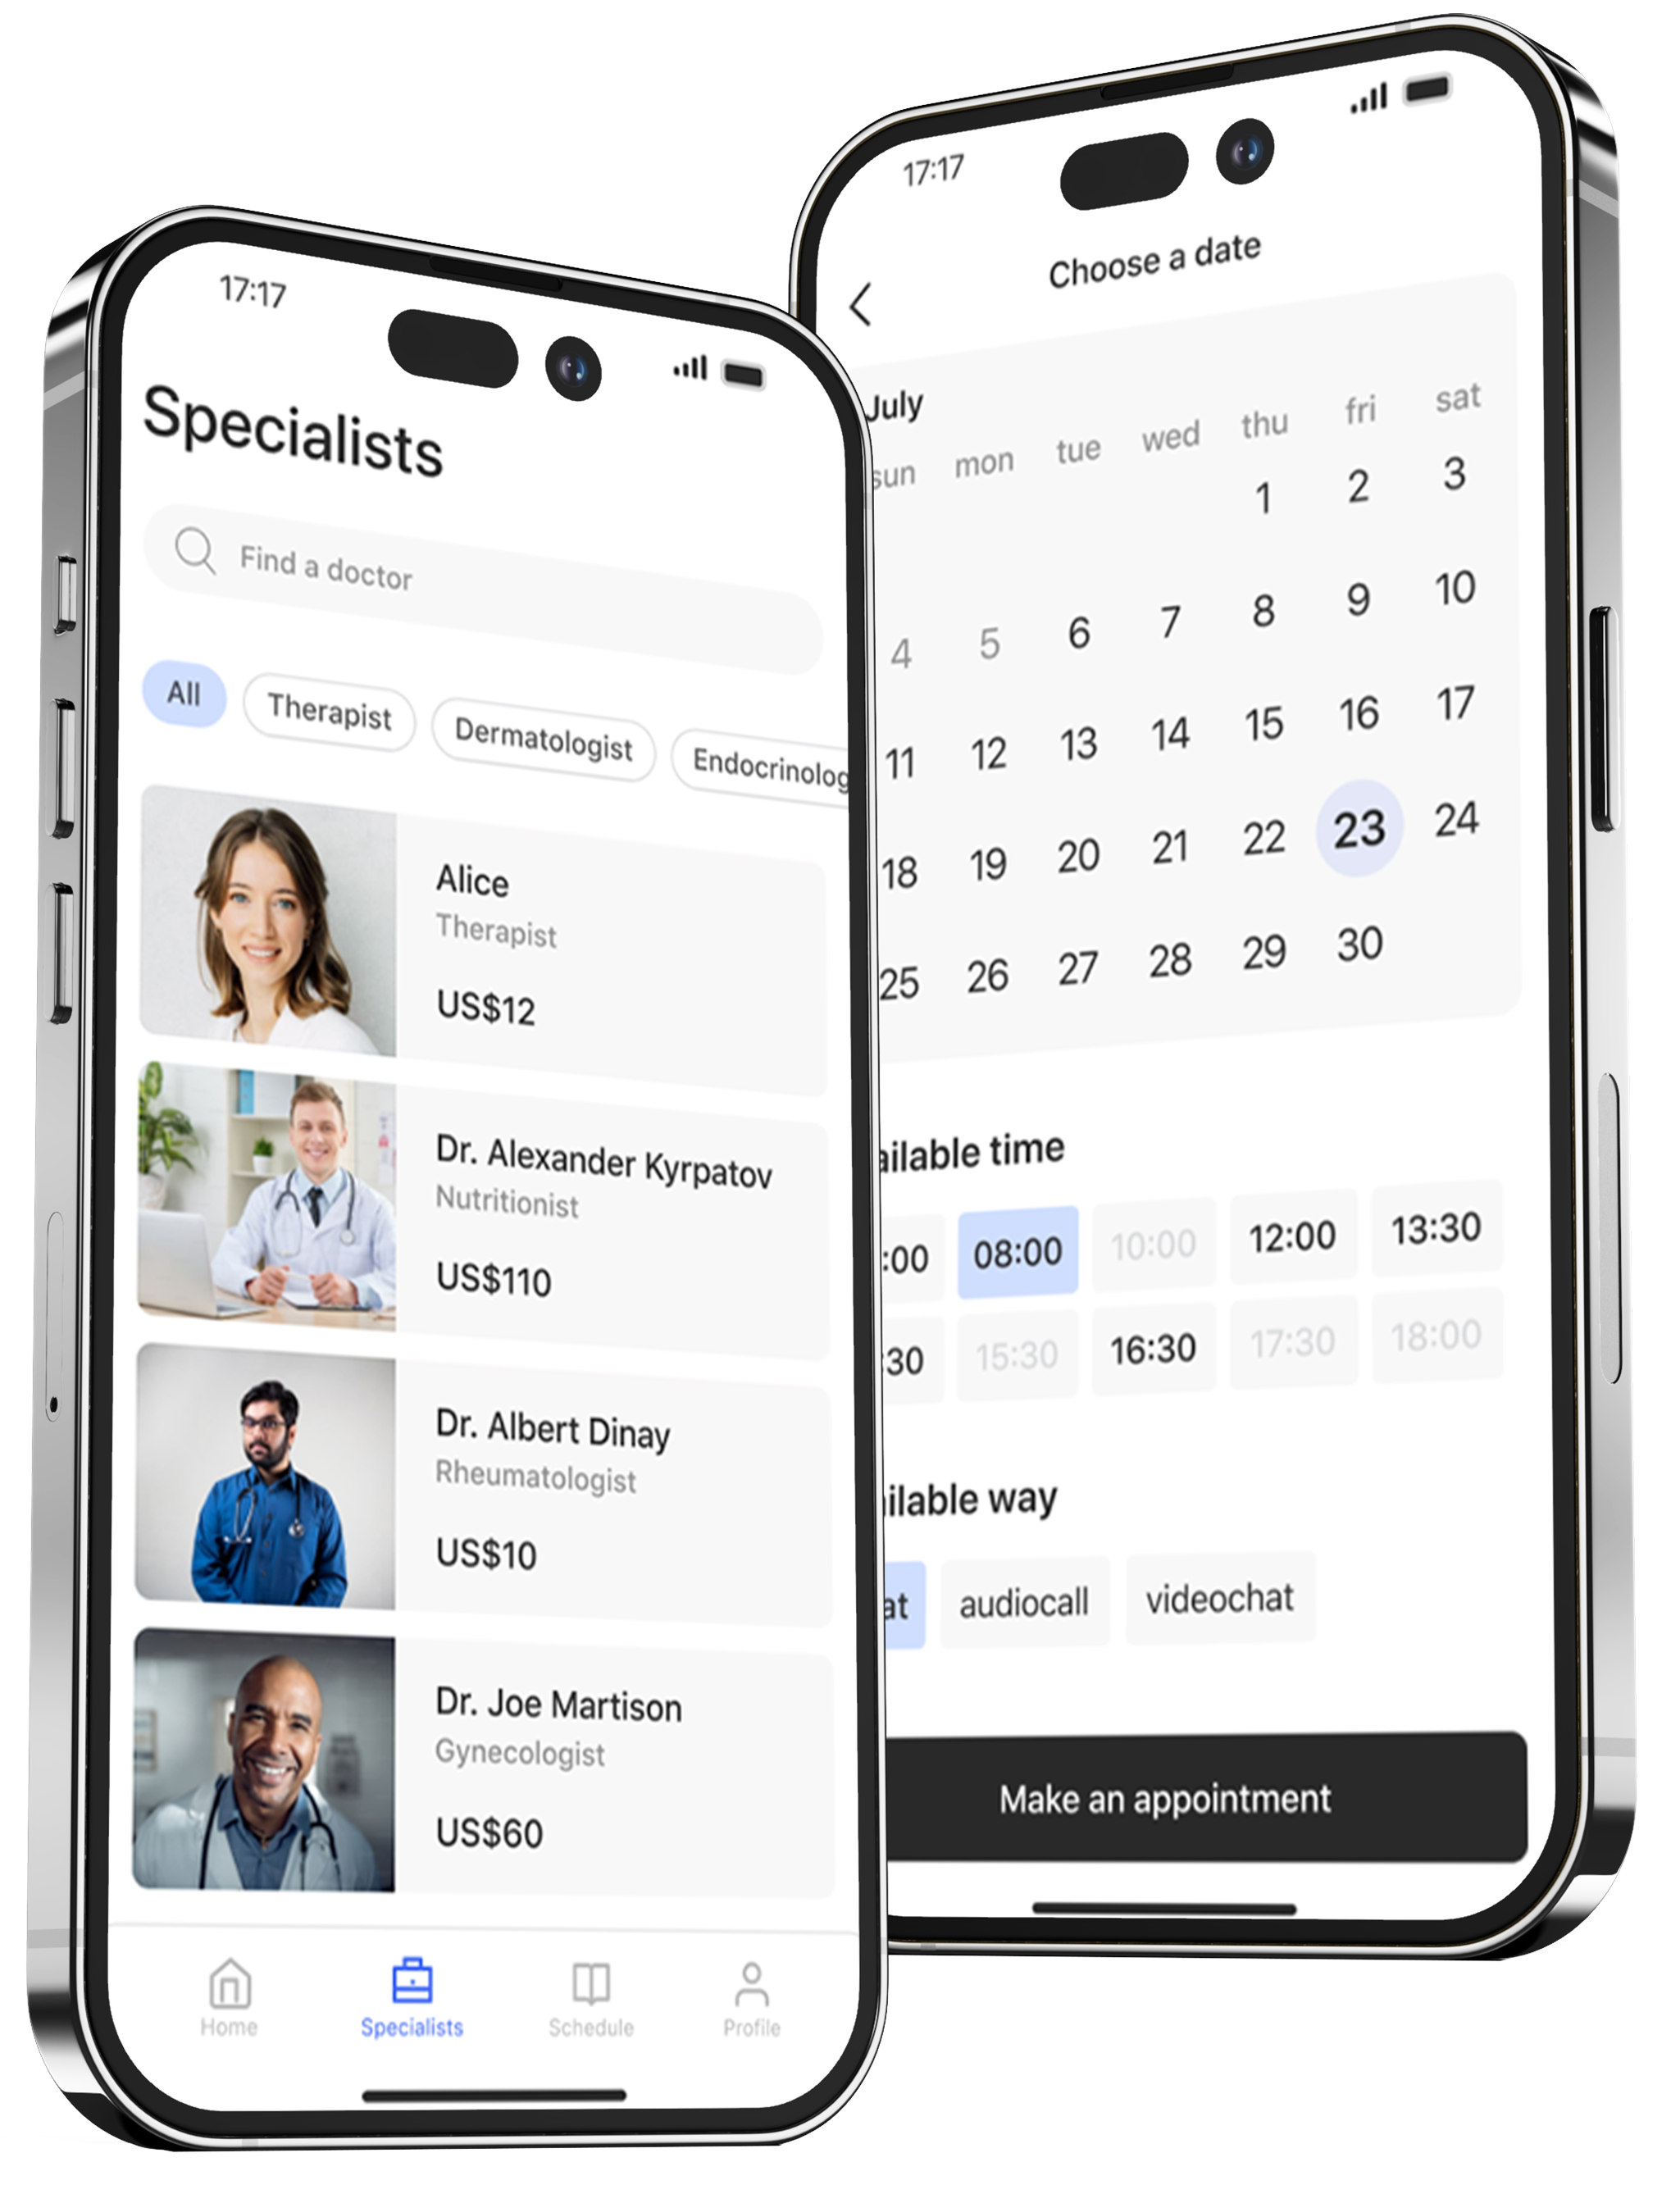 17:17
Specialists
Find a doctor
All Therapist Dermatologist Endocrinolog
Alice
Therapist
US$12
Dr. Alexander Kyrpatov
Nutritionist
US$110
Dr. Albert Dinay
Rheumatologist
US$10
Dr. Joe Martison
Gynecologist
US$60
Home Specialists Schedule Profile
17:17
Choose a date
July
sun mon tue wed thu fri sat
1 2 3
4 5 6 7 8 9 10
11 12 13 14 15 16 17
18 19 20 21 22 23 24
25 26 27 28 29 30
ailable time
:00 08:00 10:00 12:00 13:30
:30 15:30 16:30 17:30 18:00
ilable way
at audiocall videochat
Make an appointment